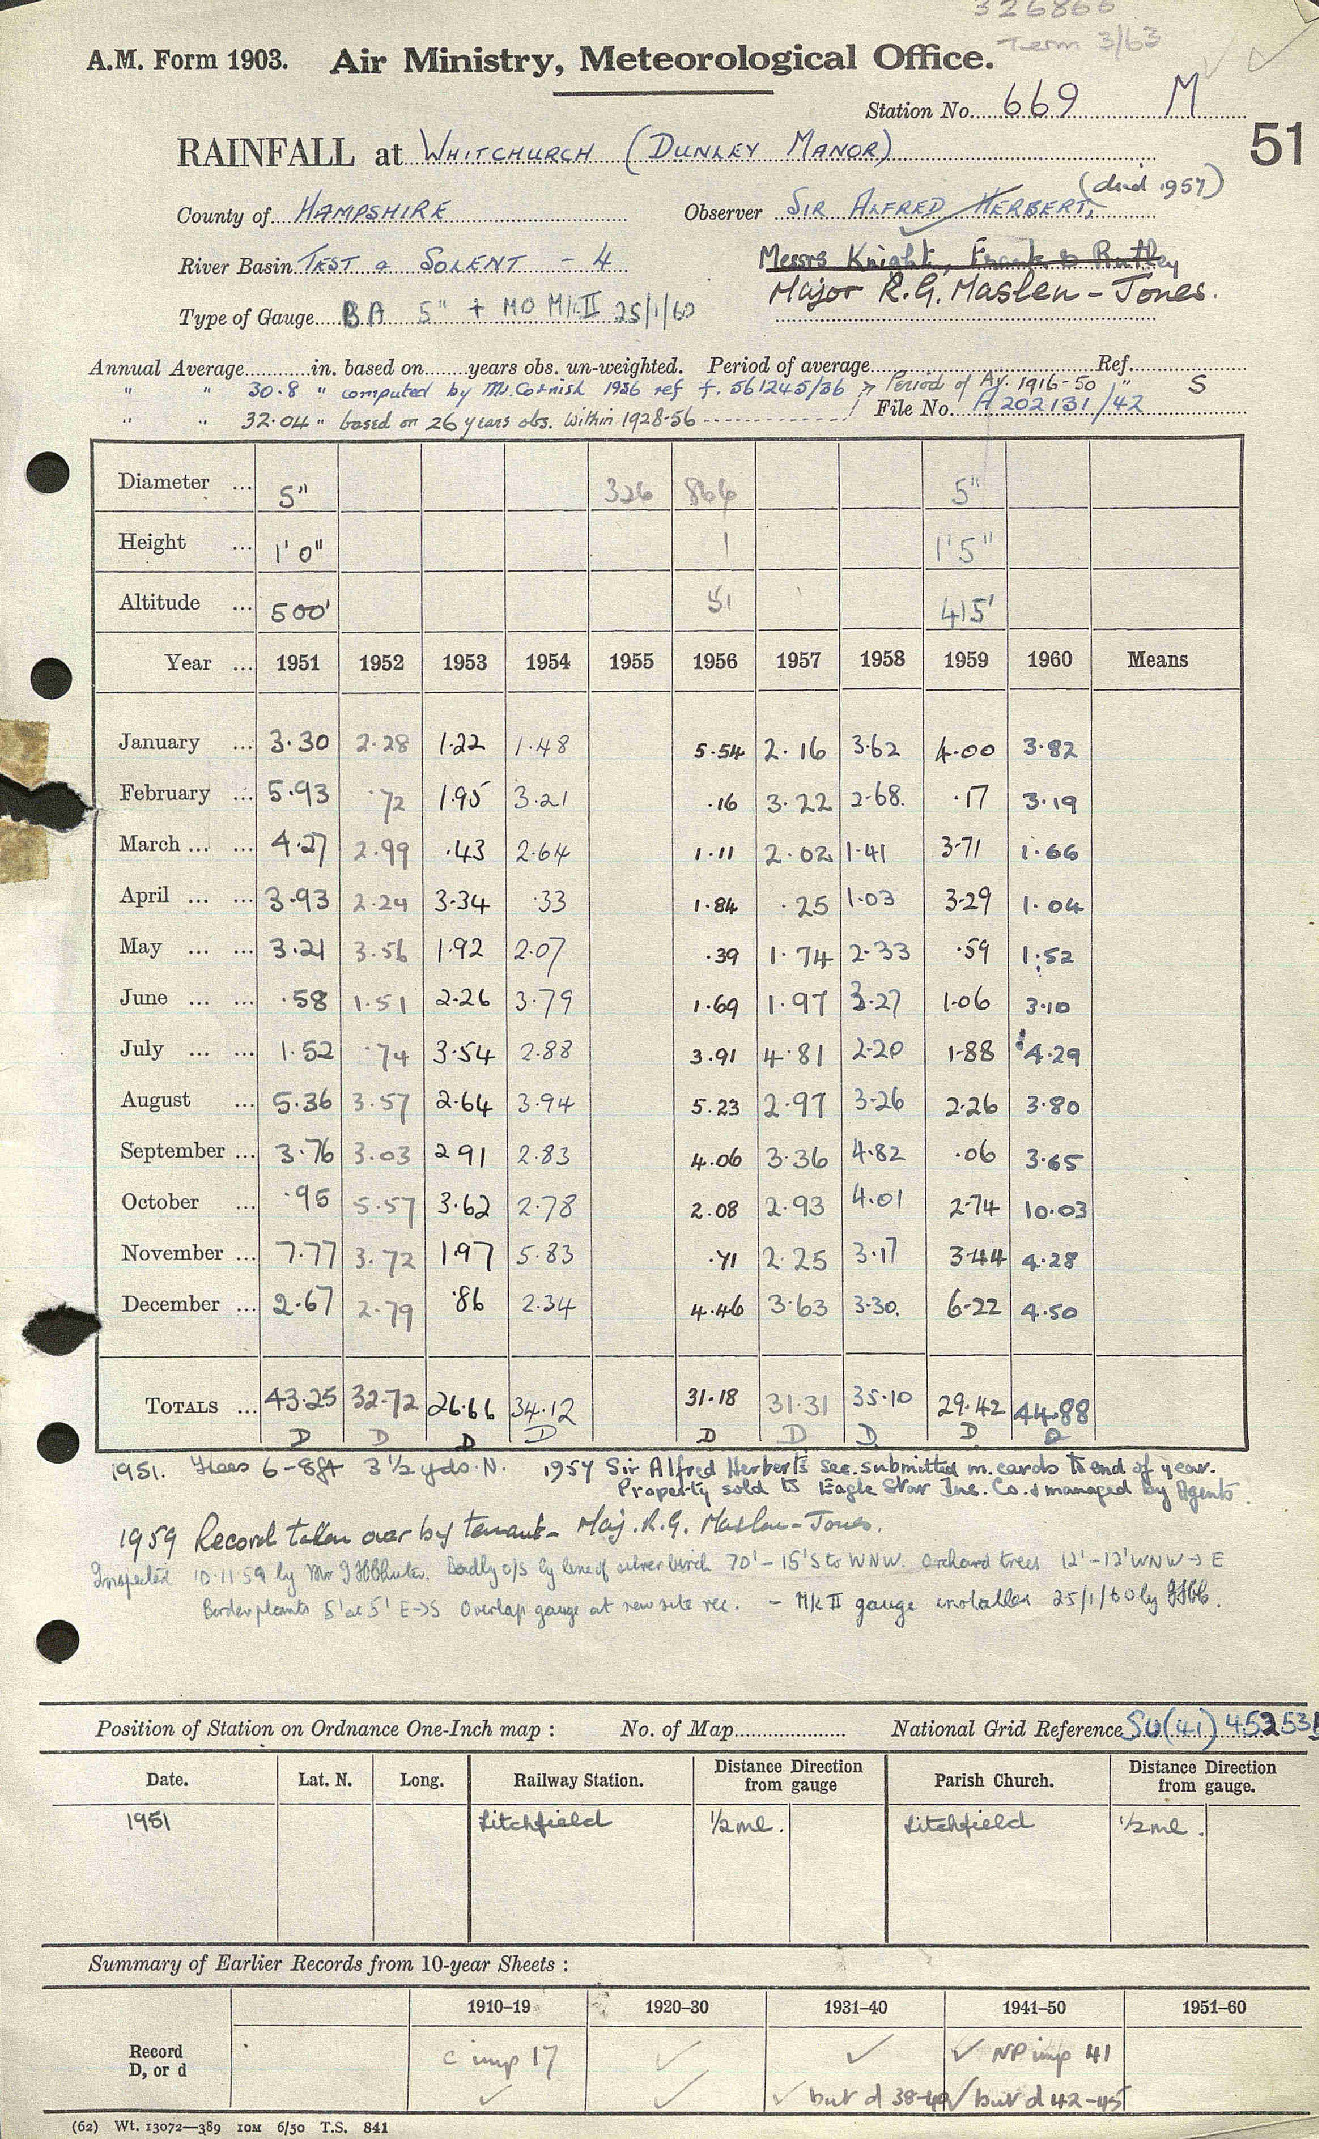 326866
A.M. Form 1903. Air Ministry, Meteorological Office. Term 3/63
Station No. 669 M
51
RAINFALL at WHITCHURCH (DUNLEY MANOR)
County of HAMPSHIRE Observer SIR ALFRED HERBERT, (died 1957)
River Basin TEST & SOLENT - 4 Messrs Knight, Frank & Rutley
Major R.G. Maslen-Jones.
Type of Gauge BA 5" + MO MK II 25/1/60
Annual Average in. based on years obs. un-weighted. Period of average Ref.
" " 30.8 " computed by Mr. Cornish 1936 ref f. 561245/36 Period of Av. 1916-50 " S
File No. A 202131/42
" " 32.04 " based on 26 years obs. within 1928-56
Diameter ... 5" 326 866 5"
Height ... 1' 0" 1 1'5"
Altitude ... 500' 51 415'
Year ... 1951 1952 1953 1954 1955 1956 1957 1958 1959 1960 Means
January ... 3.30 2.28 1.22 1.48 5.54 2.16 3.62 4.00 3.82
February ... 5.93 .72 1.95 3.21 .16 3.22 2.68 .17 3.19
March ... ... 4.27 2.99 .43 2.64 1.11 2.02 1.41 3.71 1.66
April ... ... 3.93 2.24 3.34 .33 1.84 .25 1.03 3.29 1.04
May ... ... 3.21 3.56 1.92 2.07 .39 1.74 2.33 .59 1.52
June ... ... .58 1.51 2.26 3.79 1.69 1.97 3.27 1.06 3.10
July ... ... 1.52 .74 3.54 2.88 3.91 4.81 2.20 1.88 4.29
August ... 5.36 3.57 2.64 3.94 5.23 2.97 3.26 2.26 3.80
September ... 3.76 3.03 2.91 2.83 4.06 3.36 4.82 .06 3.65
October ... .95 5.57 3.62 2.78 2.08 2.93 4.01 2.74 10.03
November ... 7.77 3.72 1.97 5.83 .71 2.25 3.17 3.44 4.28
December ... 2.67 2.79 .86 2.34 4.46 3.63 3.30 6.22 4.50
TOTALS ... 43.25 32.72 26.66 34.12 31.18 31.31 35.10 29.42 44.88
D D D D D D D D D
1951. Trees 6-8ft 3½ yds. N. 1957 Sir Alfred Herbert's sec. submitted m. cards to end of year.
Property sold to Eagle Star Ins. Co. & managed by Agents.
1959 Record taken over by tenant - Maj. R.G. Maslen-Jones.
Inspected 10.11.59 by Mr Badly o/s by line of silver birch 70'-15' S to WNW. Orchard trees 12'-12' WNW → E
Border plants 5' at 5' E→S Overlap gauge at new site rec. - Mk II gauge installed 25/1/60 by
Position of Station on Ordnance One-Inch map : No. of Map National Grid Reference SU(41) 452531
Date. Lat. N. Long. Railway Station. Distance Direction from gauge Parish Church. Distance Direction from gauge.
1951 Litchfield ½ ml. Litchfield ½ ml.
Summary of Earlier Records from 10-year Sheets :
1910-19 1920-30 1931-40 1941-50 1951-60
Record D, or d c imp 17 ✓ ✓ ✓ NP imp 41
✓ ✓ ✓ but d 38-40 ✓ but d 42-45
(62) Wt. 13072—389 10M 6/50 T.S. 841